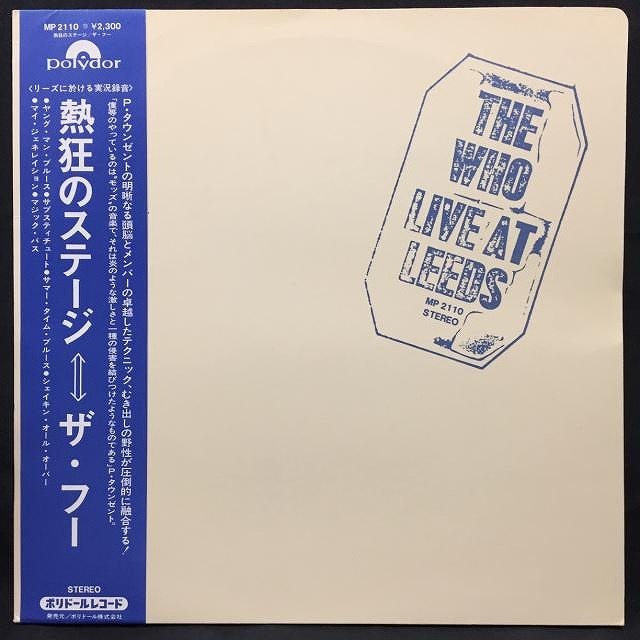 MP 2110 ℗ ¥2,300
熱狂のステージ/ザ・フー
polydor
〈リーズに於ける実況録音〉
P・タウンゼントの明晰なる頭脳とメンバーの卓越したテクニック、むき出しの野性が圧倒的に融合する!
「僕等のやっているのは“モッズ”の音楽で、それは炎のような激しさと一種の侵害を結びつけたようなものである」P・タウンゼント。
熱狂のステージ⇔ザ・フー
●ヤング・マン・ブルース●サブスティチュート●サマー・タイム・ブルース●シェイキン・オール・オーバー
●マイ・ジェネレイション●マジック・バス
STEREO
ポリドールレコード
発売元/ポリドール株式会社
THE
WHO
LIVE AT
LEEDS
MP 2110
STEREO